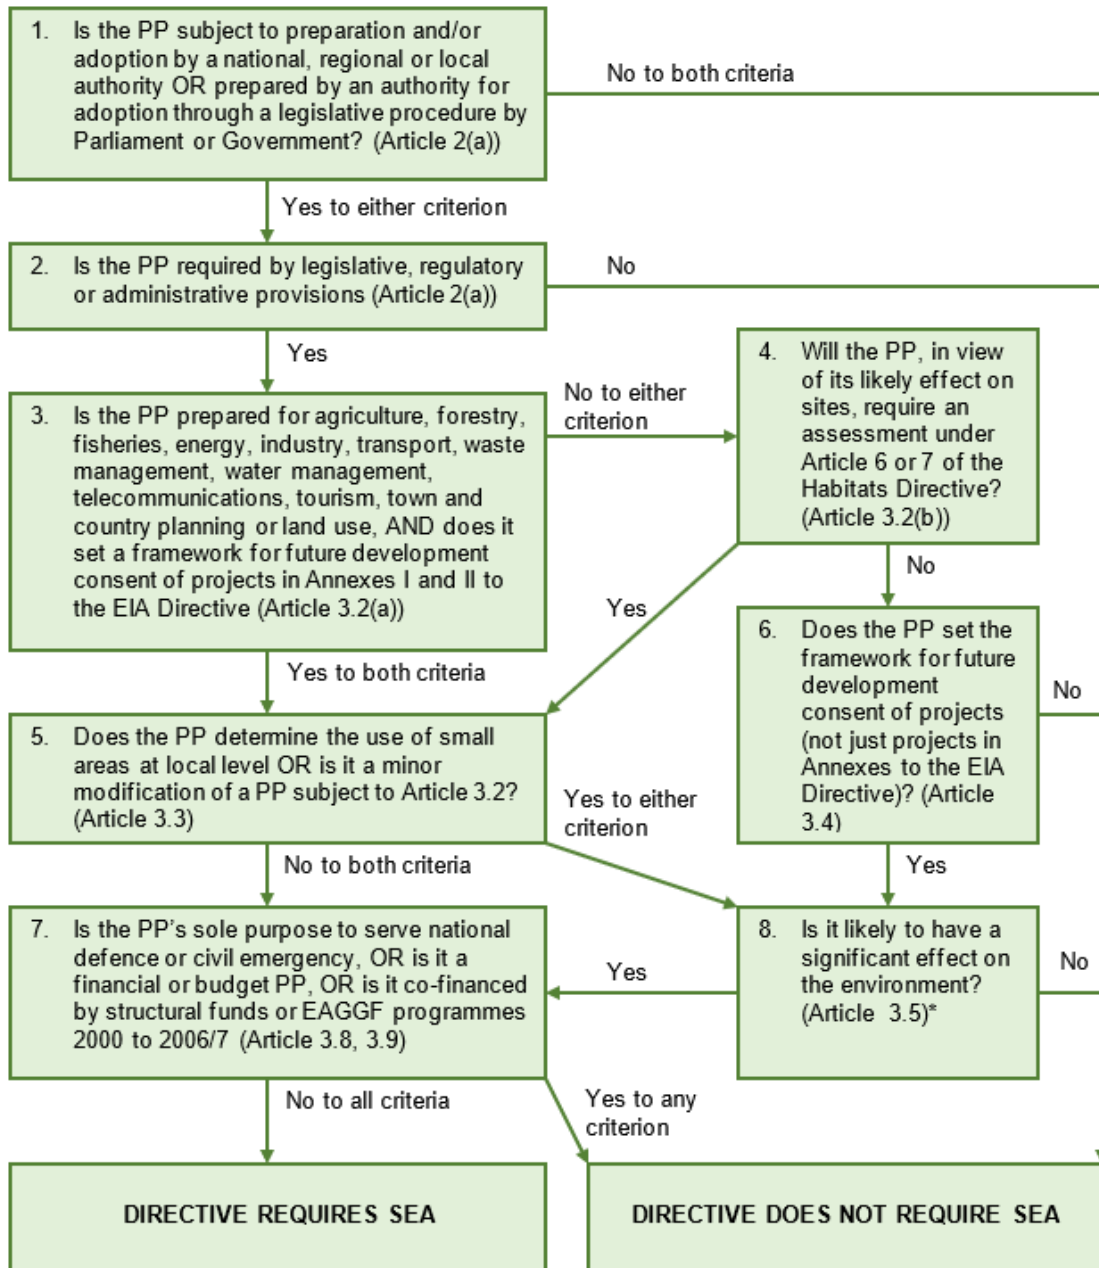 1. Is the PP subject to preparation and/or
adoption by a national, regional or local
authority OR prepared by an authority for
adoption through a legislative procedure by
Parliament or Government? (Article 2(a))
No to both criteria
Yes to either criterion
2. Is the PP required by legislative, regulatory
or administrative provisions (Article 2(a))
No
Yes
3. Is the PP prepared for agriculture, forestry,
fisheries, energy, industry, transport, waste
management, water management,
telecommunications, tourism, town and
country planning or land use, AND does it
set a framework for future development
consent of projects in Annexes I and II to
the EIA Directive (Article 3.2(a))
No to either
criterion
4. Will the PP, in view
of its likely effect on
sites, require an
assessment under
Article 6 or 7 of the
Habitats Directive?
(Article 3.2(b))
Yes
No
Yes to both criteria
6. Does the PP set the
framework for future
development
consent of projects
(not just projects in
Annexes to the EIA
Directive)? (Article
3.4)
No
5. Does the PP determine the use of small
areas at local level OR is it a minor
modification of a PP subject to Article 3.2?
(Article 3.3)
Yes to either
criterion
No to both criteria
Yes
7. Is the PP's sole purpose to serve national
defence or civil emergency, OR is it a
financial or budget PP, OR is it co-financed
by structural funds or EAGGF programmes
2000 to 2006/7 (Article 3.8, 3.9)
Yes
8. Is it likely to have a
significant effect on
the environment?
(Article 3.5)*
No
No to all criteria
Yes to any
criterion
DIRECTIVE REQUIRES SEA
DIRECTIVE DOES NOT REQUIRE SEA